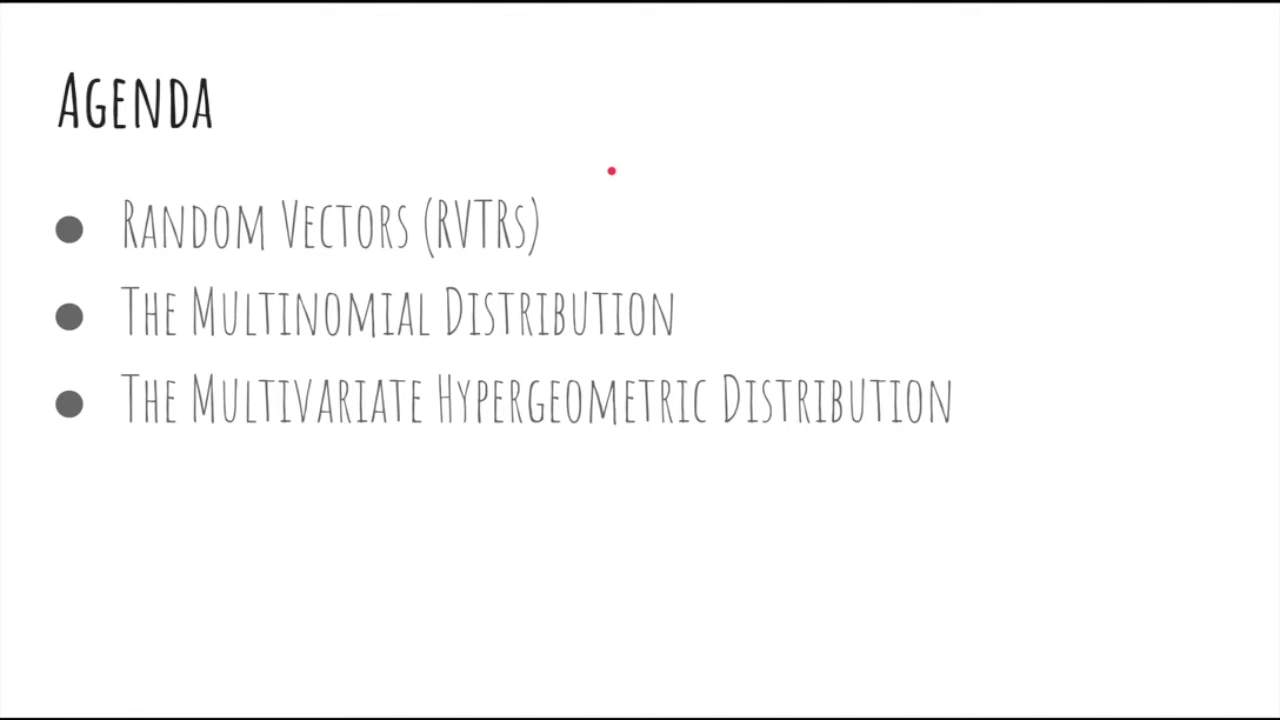 Agenda
Random Vectors (RVTRs)
The Multinomial Distribution
The Multivariate Hypergeometric Distribution